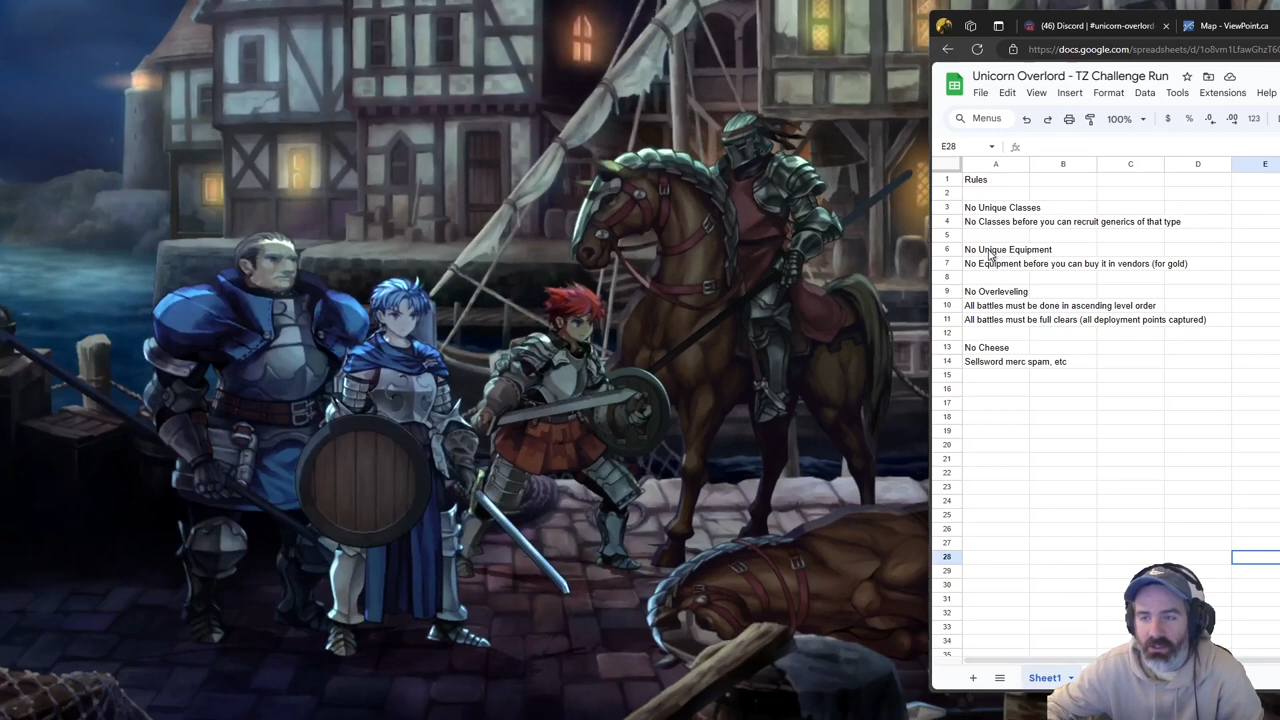 (46) Discord | #unicorn-overlord
Map - ViewPoint.ca
https://docs.google.com/spreadsheets/d/1o8vm1LfawGhzT6
Unicorn Overlord - TZ Challenge Run
File Edit View Insert Format Data Tools Extensions Help
Menus 100% $ % .0 .00 123
E28 fx
A B C D E
1 Rules
2
3 No Unique Classes
4 No Classes before you can recruit generics of that type
5
6 No Unique Equipment
7 No Equipment before you can buy it in vendors (for gold)
8
9 No Overleveling
10 All battles must be done in ascending level order
11 All battles must be full clears (all deployment points captured)
12
13 No Cheese
14 Sellsword merc spam, etc
15
16
17
18
19
20
21
22
23
24
25
26
27
28
29
30
31
32
33
34
35
Sheet1